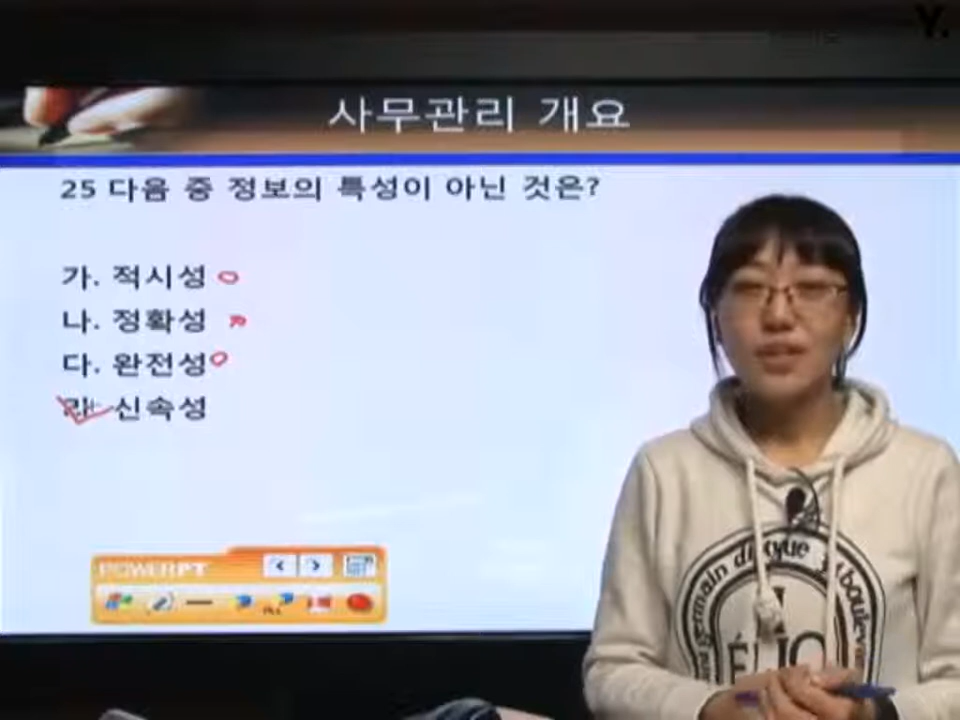 Y.
사무관리 개요
25 다음 중 정보의 특성이 아닌 것은?
가. 적시성
나. 정확성
다. 완전성
라. 신속성
POWERPT
germain